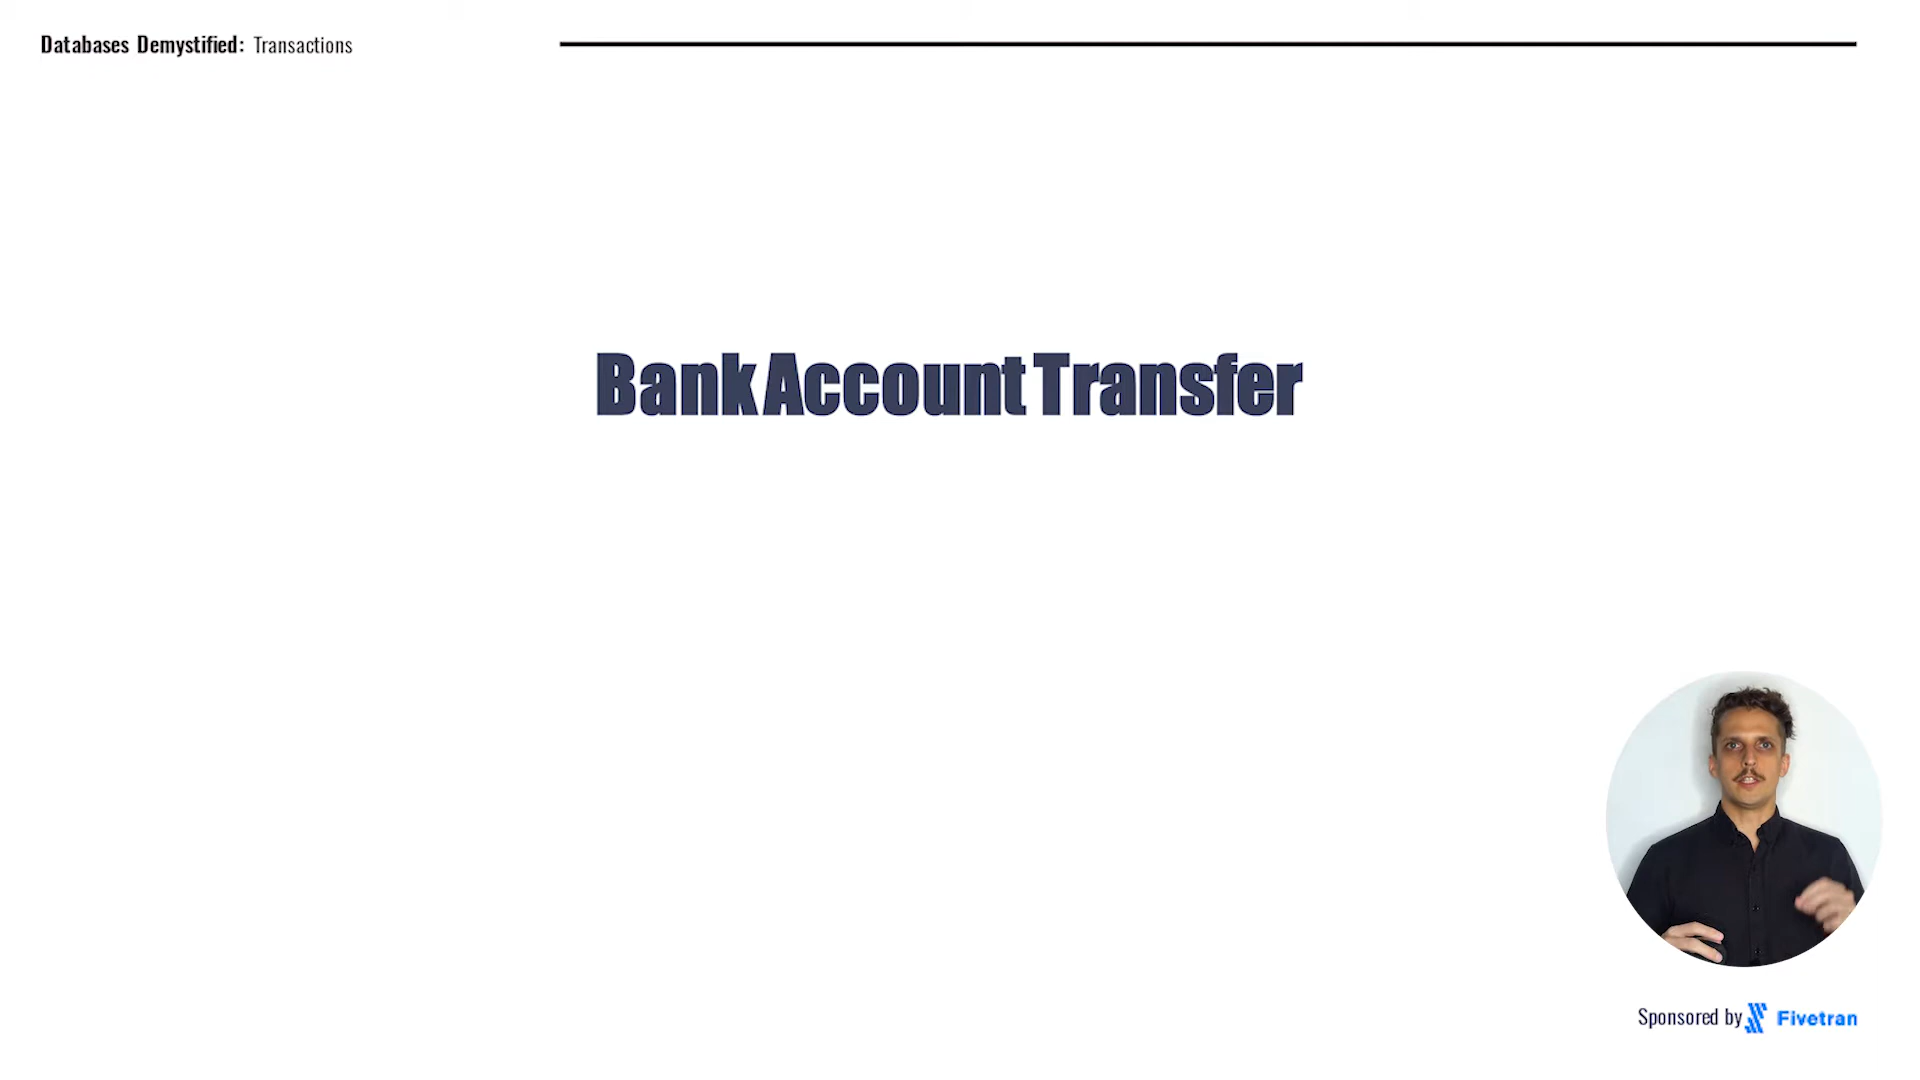 Databases Demystified: Transactions
Bank Account Transfer
Sponsored by Fivetran